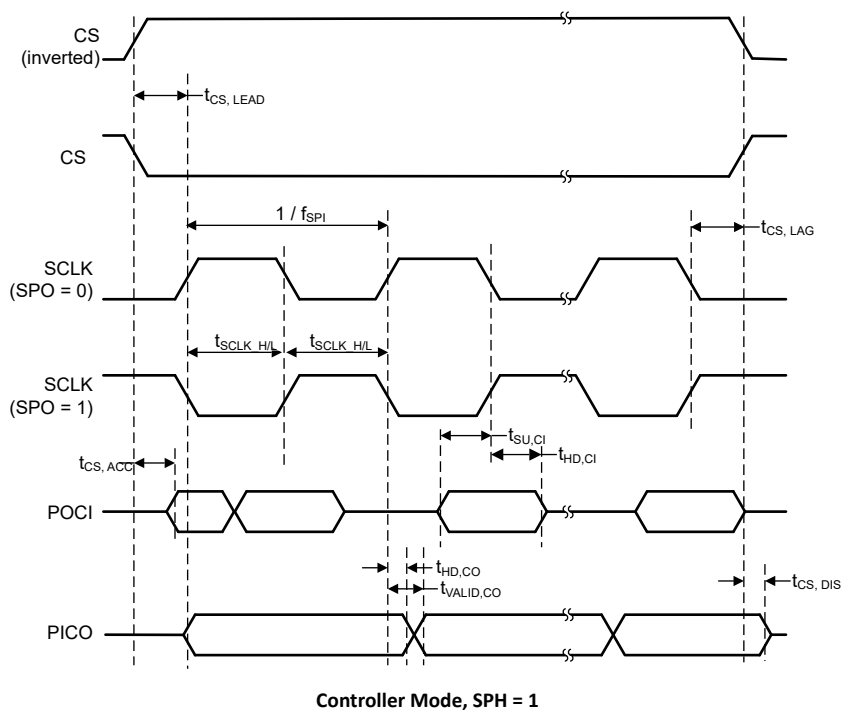 CS
(inverted)
tCS, LEAD
CS
1 / fSPI
tCS, LAG
SCLK
(SPO = 0)
tSCLK_H/L
tSCLK_H/L
SCLK
(SPO = 1)
tSU,CI
tHD,CI
tCS, ACC
POCI
tHD,CO
tVALID,CO
tCS, DIS
PICO
Controller Mode, SPH = 1